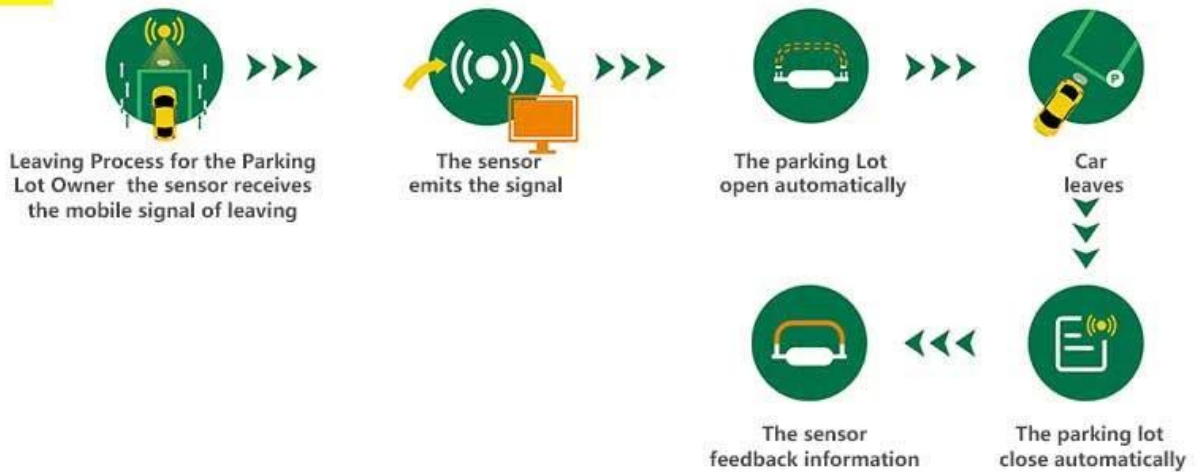 Leaving Process for the Parking
Lot Owner the sensor receives
the mobile signal of leaving
The sensor
emits the signal
The parking Lot
open automatically
P
Car
leaves
The parking lot
close automatically
The sensor
feedback information